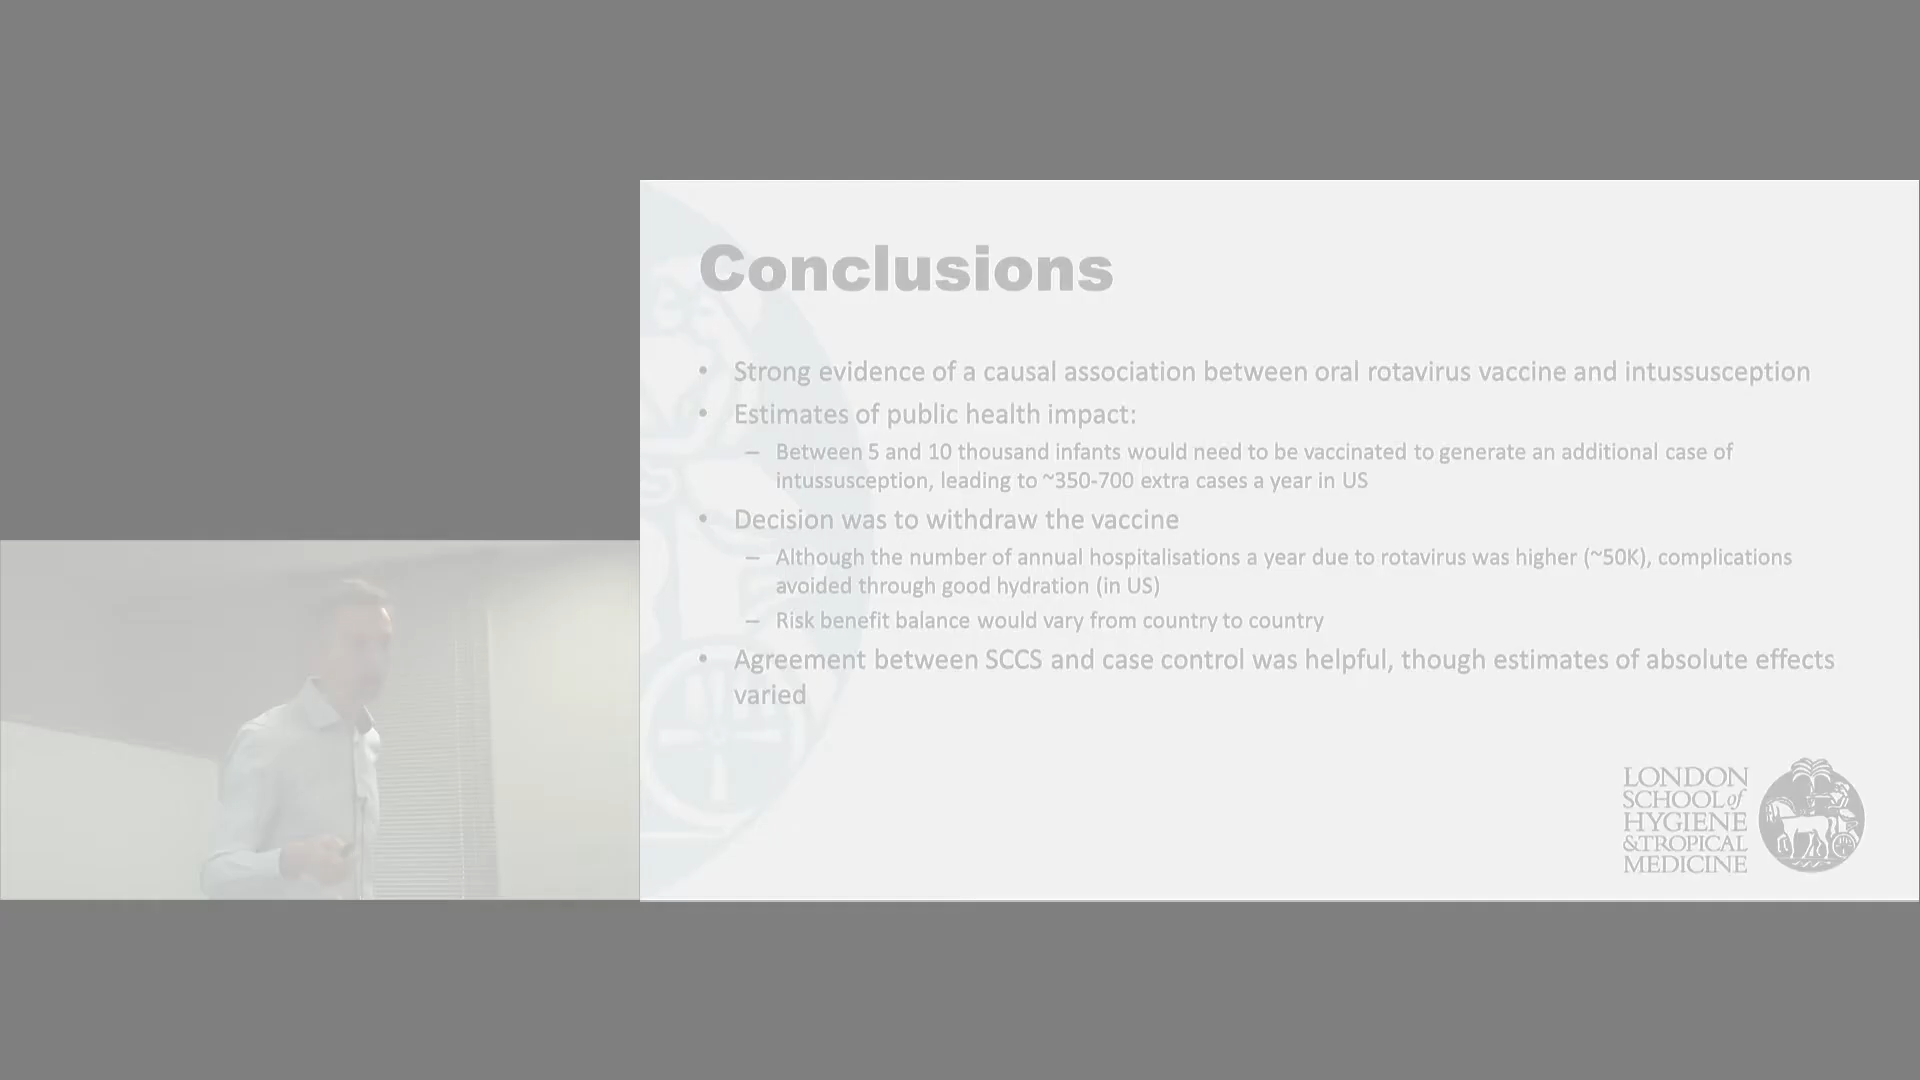 Conclusions
• Strong evidence of a causal association between oral rotavirus vaccine and intussusception
• Estimates of public health impact:
– Between 5 and 10 thousand infants would need to be vaccinated to generate an additional case of
intussusception, leading to ~350-700 extra cases a year in US
• Decision was to withdraw the vaccine
– Although the number of annual hospitalisations a year due to rotavirus was higher (~50K), complications
avoided through good hydration (in US)
– Risk benefit balance would vary from country to country
• Agreement between SCCS and case control was helpful, though estimates of absolute effects
varied
LONDON
SCHOOL of
HYGIENE
&TROPICAL
MEDICINE